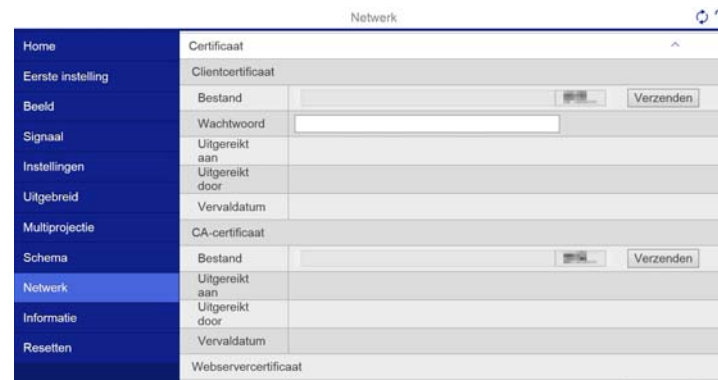 Netwerk
Home
Eerste instelling
Beeld
Signaal
Instellingen
Uitgebreid
Multiprojectie
Schema
Netwerk
Informatie
Resetten
Certificaat
Clientcertificaat
Bestand
Verzenden
Wachtwoord
Uitgereikt
aan
Uitgereikt
door
Vervaldatum
CA-certificaat
Bestand
Verzenden
Uitgereikt
aan
Uitgereikt
door
Vervaldatum
Webservercertificaat